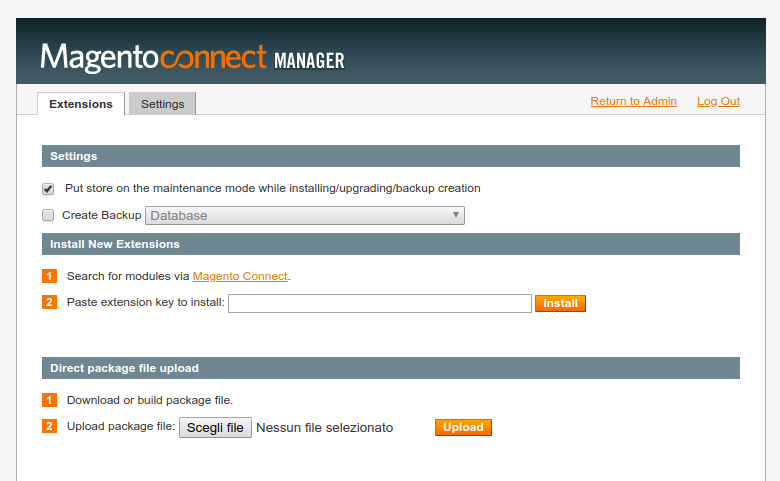 Magentoconnect MANAGER
Extensions Settings Return to Admin Log Out
Settings
Put store on the maintenance mode while installing/upgrading/backup creation
Create Backup Database
Install New Extensions
1 Search for modules via Magento Connect.
2 Paste extension key to install: Install
Direct package file upload
1 Download or build package file.
2 Upload package file: Scegli file Nessun file selezionato Upload